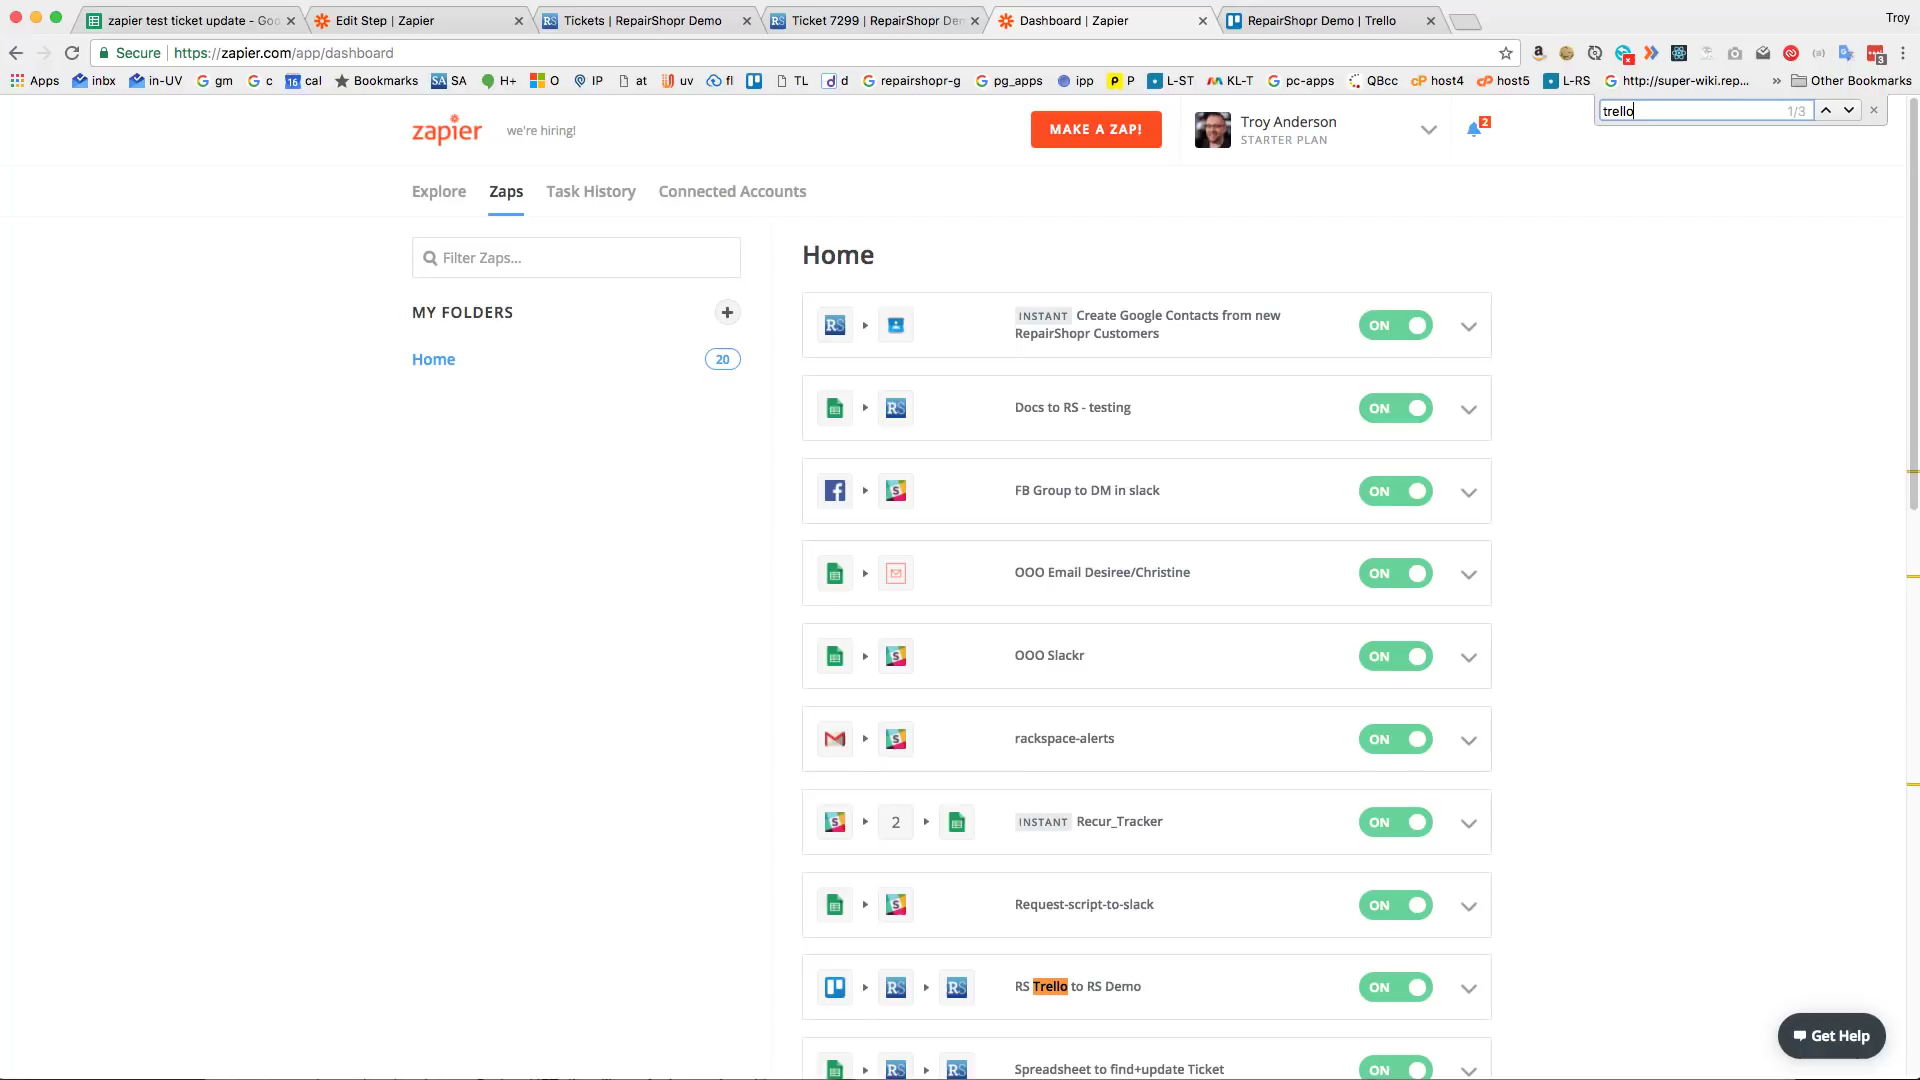 zapier test ticket update - Goo
Edit Step | Zapier
Tickets | RepairShopr Demo
Ticket 7299 | RepairShopr Dem
Dashboard | Zapier
RepairShopr Demo | Trello
Troy
Secure
https://zapier.com/app/dashboard
Apps inbx in-UV gm c cal Bookmarks SA H+ O IP at uv fl TL d repairshopr-g pg_apps ipp P L-ST KL-T pc-apps QBcc host4 host5 L-RS http://super-wiki.rep... » Other Bookmarks
trello 1/3
zapier we're hiring!
MAKE A ZAP!
Troy Anderson
STARTER PLAN
2
Explore Zaps Task History Connected Accounts
Filter Zaps...
MY FOLDERS
Home 20
Home
INSTANT Create Google Contacts from new
RepairShopr Customers
ON
Docs to RS - testing
ON
FB Group to DM in slack
ON
OOO Email Desiree/Christine
ON
OOO Slackr
ON
rackspace-alerts
ON
2
INSTANT Recur_Tracker
ON
Request-script-to-slack
ON
RS Trello to RS Demo
ON
Spreadsheet to find+update Ticket
ON
Get Help